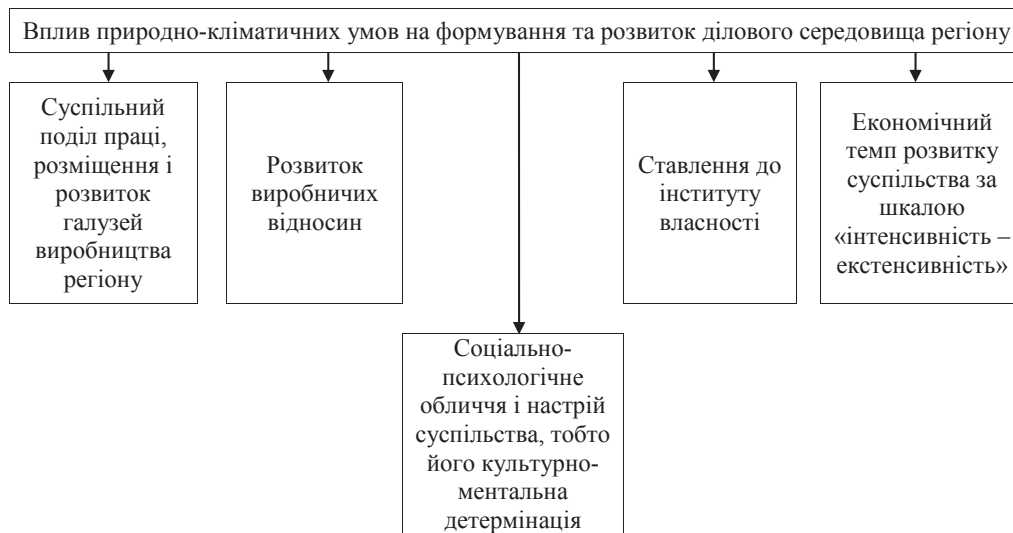 Вплив природно-кліматичних умов на формування та розвиток ділового середовища регіону
Суспільний
поділ праці,
розміщення і
розвиток
галузей
виробництва
регіону
Розвиток
виробничих
відносин
Соціально-
психологічне
обличчя і настрій
суспільства, тобто
його культурно-
ментальна
детермінація
Ставлення до
інституту
власності
Економічний
темп розвитку
суспільства за
шкалою
«інтенсивність –
екстенсивність»